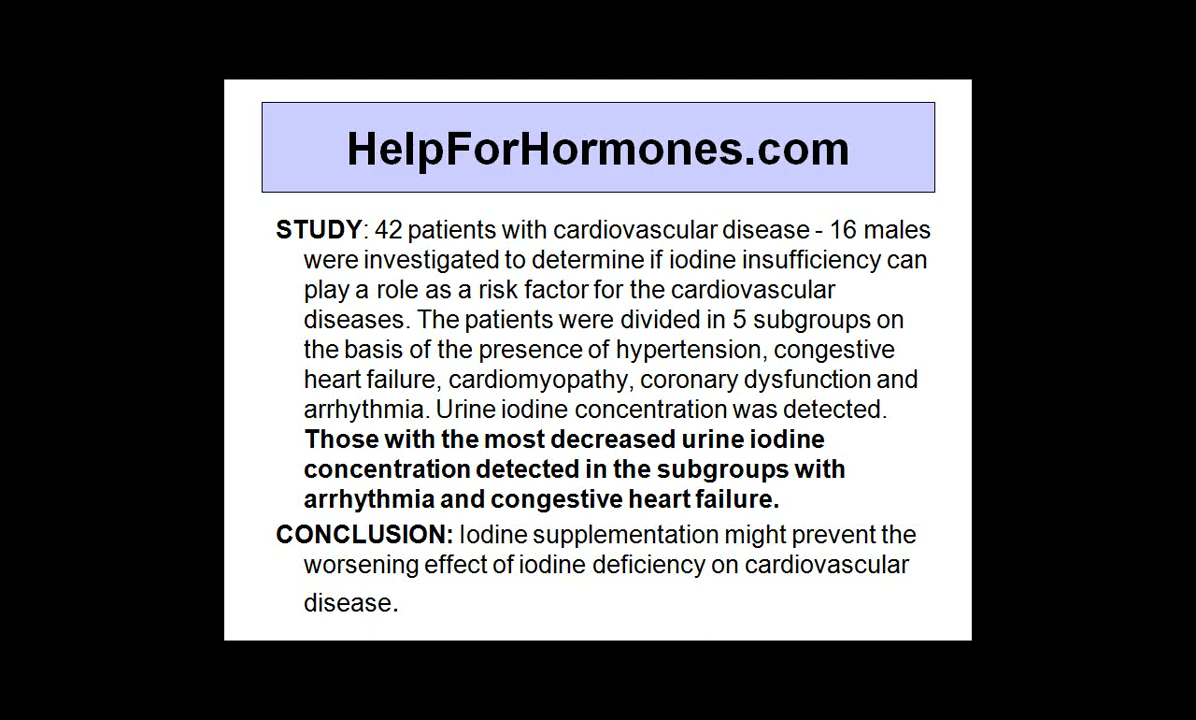 HelpForHormones.com
STUDY: 42 patients with cardiovascular disease - 16 males
were investigated to determine if iodine insufficiency can
play a role as a risk factor for the cardiovascular
diseases. The patients were divided in 5 subgroups on
the basis of the presence of hypertension, congestive
heart failure, cardiomyopathy, coronary dysfunction and
arrhythmia. Urine iodine concentration was detected.
Those with the most decreased urine iodine
concentration detected in the subgroups with
arrhythmia and congestive heart failure.
CONCLUSION: Iodine supplementation might prevent the
worsening effect of iodine deficiency on cardiovascular
disease.